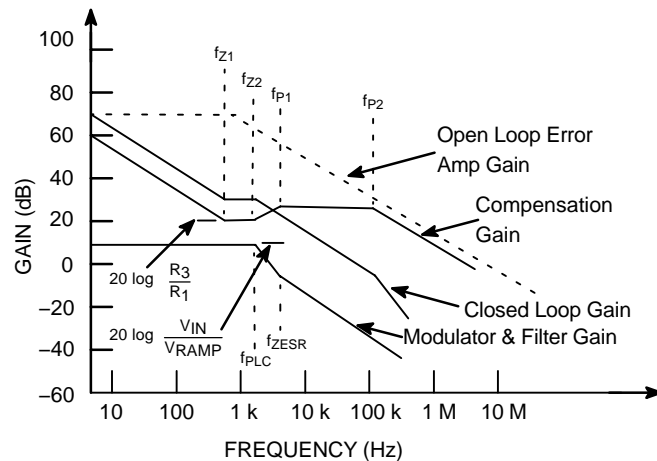 100
80
60
40
20
0
−20
−40
−60
GAIN (dB)
fZ1
fZ2
fP1
fP2
Open Loop Error
Amp Gain
Compensation
Gain
Closed Loop Gain
Modulator & Filter Gain
20 log R3/R1
20 log VIN/VRAMP
fPLC
fZESR
10
100
1 k
10 k
100 k
1 M
10 M
FREQUENCY (Hz)